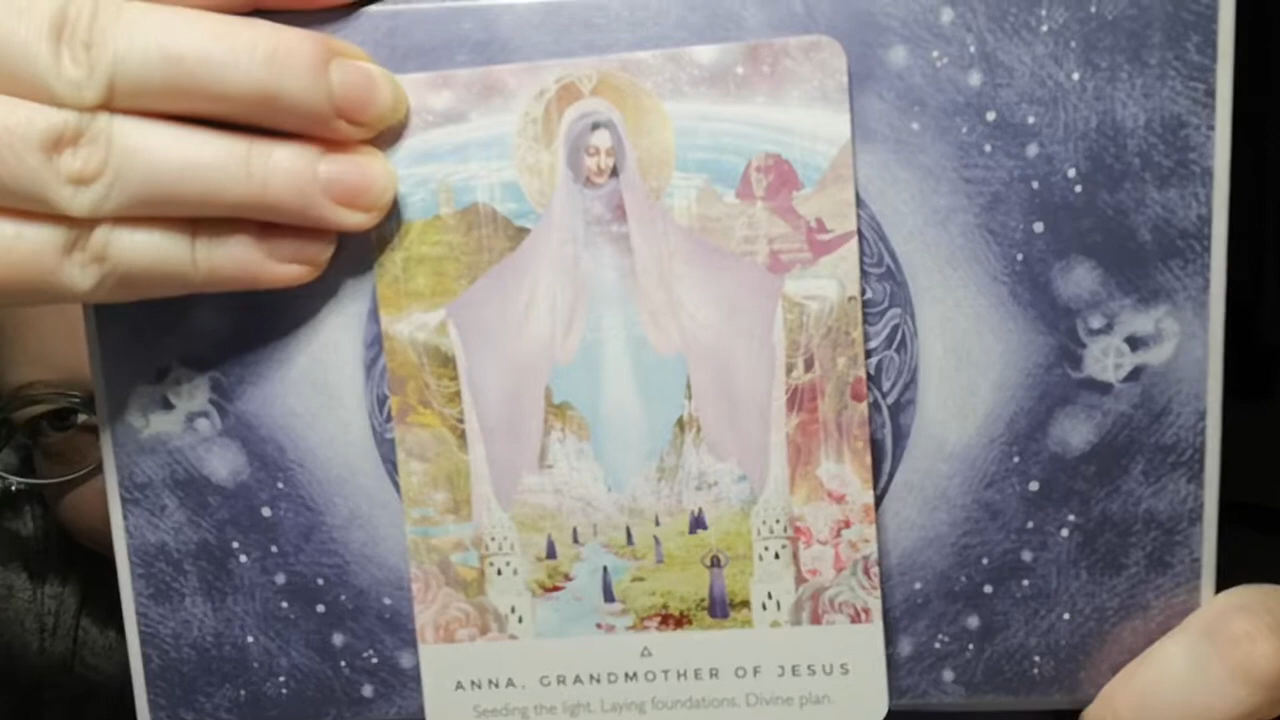 ANNA, GRANDMOTHER OF JESUS
Seeding the light. Laying foundations. Divine plan.